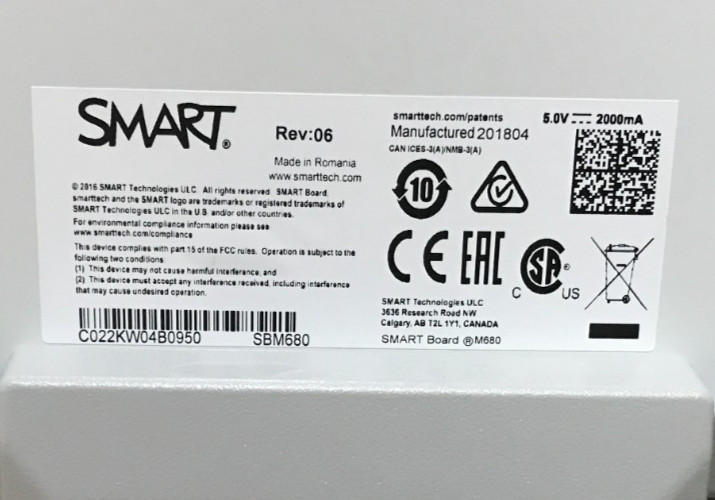 SMART®
Rev:06
Made in Romania
www.smarttech.com
© 2016 SMART Technologies ULC. All rights reserved. SMART Board,
smarttech and the SMART logo are trademarks or registered trademarks of
SMART Technologies ULC in the U.S. and/or other countries.
For environmental compliance information please see
www.smarttech.com/compliance
This device complies with part 15 of the FCC rules. Operation is subject to the
following two conditions:
(1) This device may not cause harmful interference, and
(2) This device must accept any interference received, including interference
that may cause undesired operation.
C022KW04B0950 SBM680
smarttech.com/patents
Manufactured 201804
CAN ICES-3(A)/NMB-3(A)
5.0V 2000mA
10
CE EAC
C SA® US
SMART Technologies ULC
3636 Research Road NW
Calgary, AB T2L 1Y1, CANADA
SMART Board ®M680